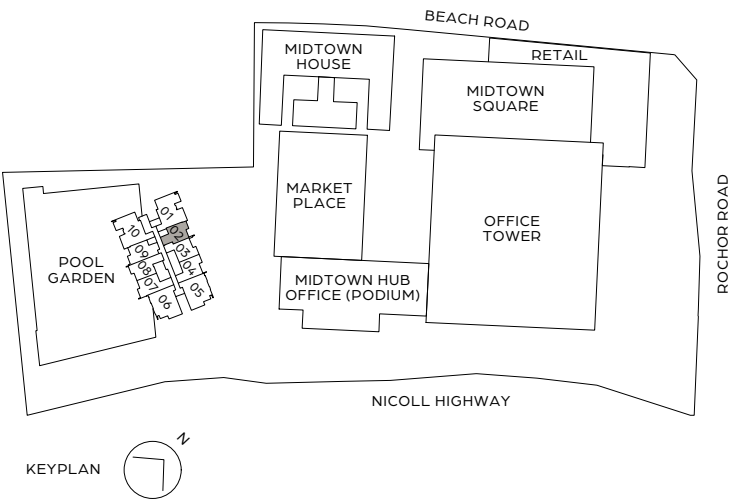 BEACH ROAD
MIDTOWN
HOUSE
RETAIL
MIDTOWN
SQUARE
MARKET
PLACE
OFFICE
TOWER
ROCHOR ROAD
01
10
02
09
03
08
04
07
05
06
POOL
GARDEN
MIDTOWN HUB
OFFICE (PODIUM)
NICOLL HIGHWAY
N
KEYPLAN